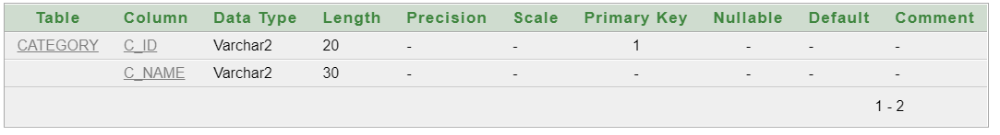 Table Column Data Type Length Precision Scale Primary Key Nullable Default Comment
CATEGORY C_ID Varchar2 20 - - 1 - - -
C_NAME Varchar2 30 - - - - - -
1 - 2